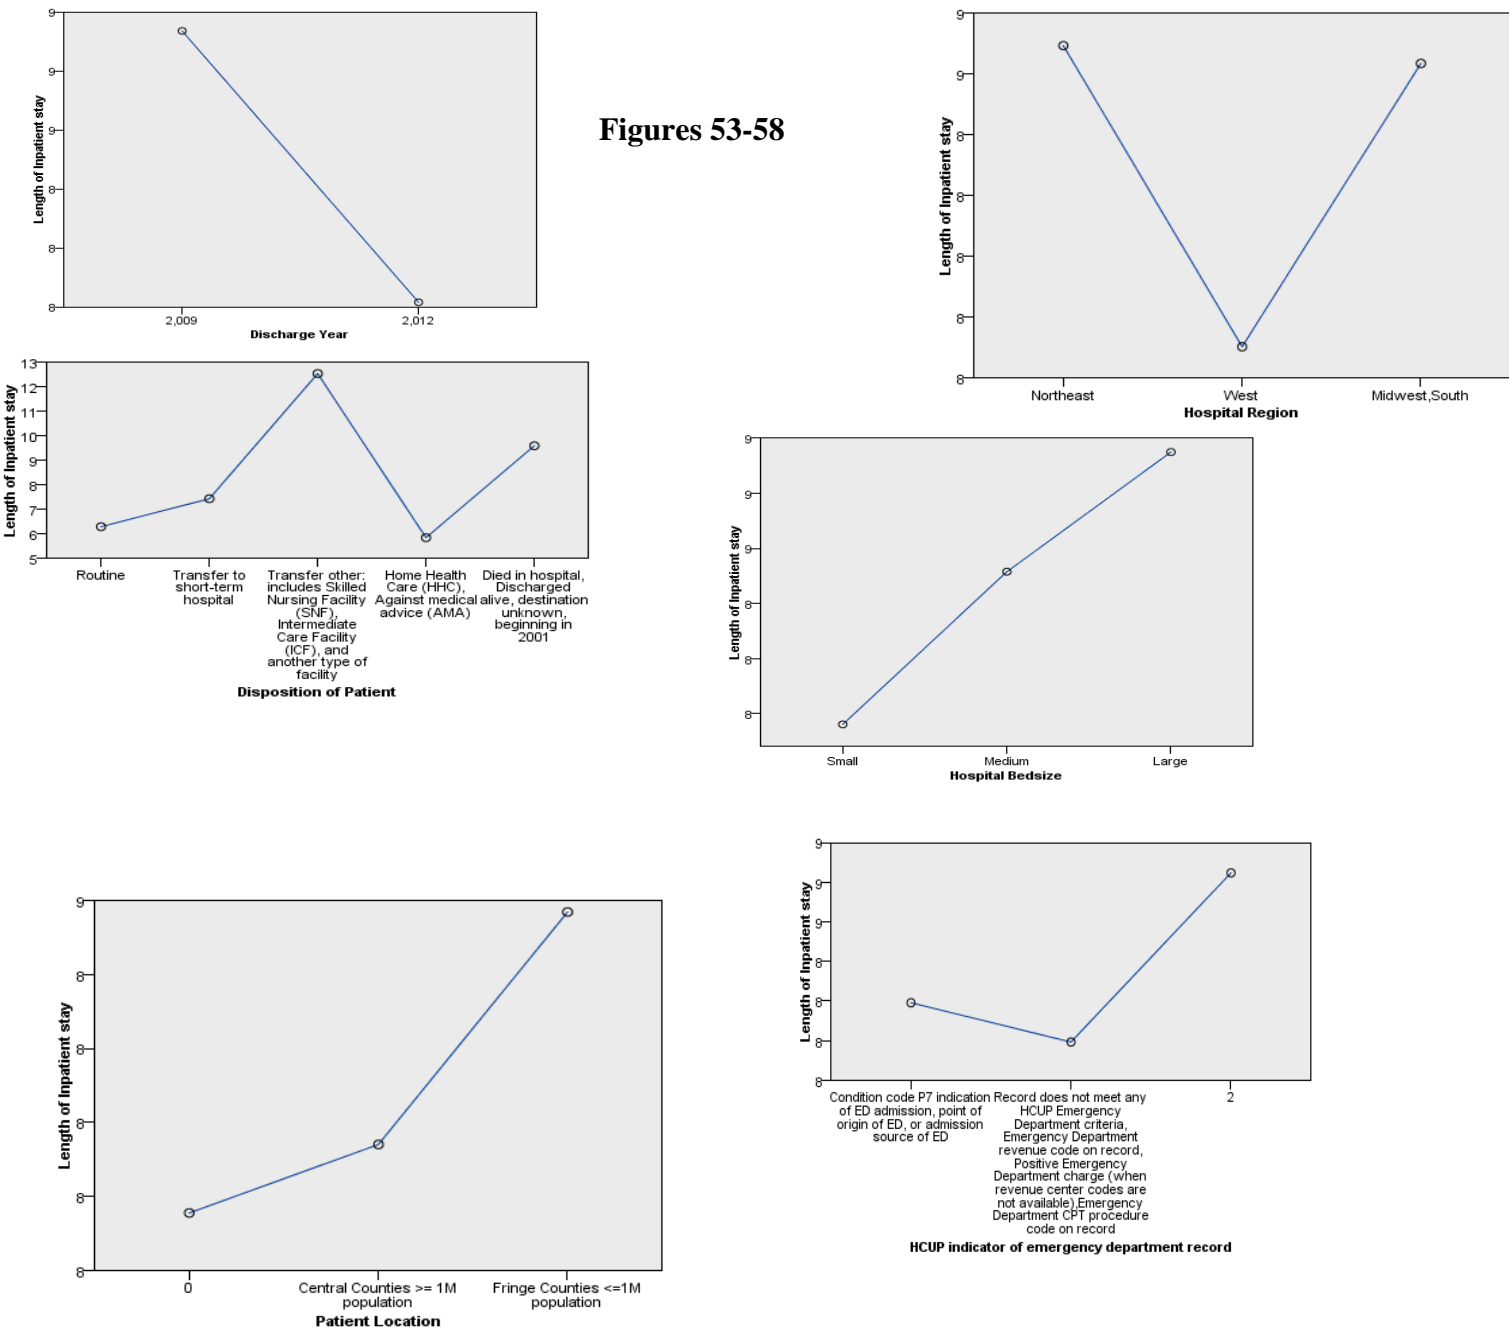 Figures 53-58
9
9
9
8
8
8
Length of Inpatient stay
2,009
2,012
Discharge Year
9
9
8
8
8
8
8
Length of Inpatient stay
Northeast
West
Midwest,South
Hospital Region
13
12
11
10
9
8
7
6
5
Length of Inpatient stay
Routine
Transfer to
short-term
hospital
Transfer other:
includes Skilled
Nursing Facility
(SNF),
Intermediate
Care Facility
(ICF), and
another type of
facility
Home Health
Care (HHC),
Against medical
advice (AMA)
Died in hospital,
Discharged
alive, destination
unknown,
beginning in
2001
Disposition of Patient
9
9
9
8
8
8
Length of Inpatient stay
Small
Medium
Large
Hospital Bedsize
9
8
8
8
8
8
Length of Inpatient stay
0
Central Counties >= 1M
population
Fringe Counties <=1M
population
Patient Location
9
9
9
8
8
8
8
Length of Inpatient stay
Condition code P7 indication
of ED admission, point of
origin of ED, or admission
source of ED
Record does not meet any
HCUP Emergency
Department criteria,
Emergency Department
revenue code on record,
Positive Emergency
Department charge (when
revenue center codes are
not available),Emergency
Department CPT procedure
code on record
2
HCUP indicator of emergency department record